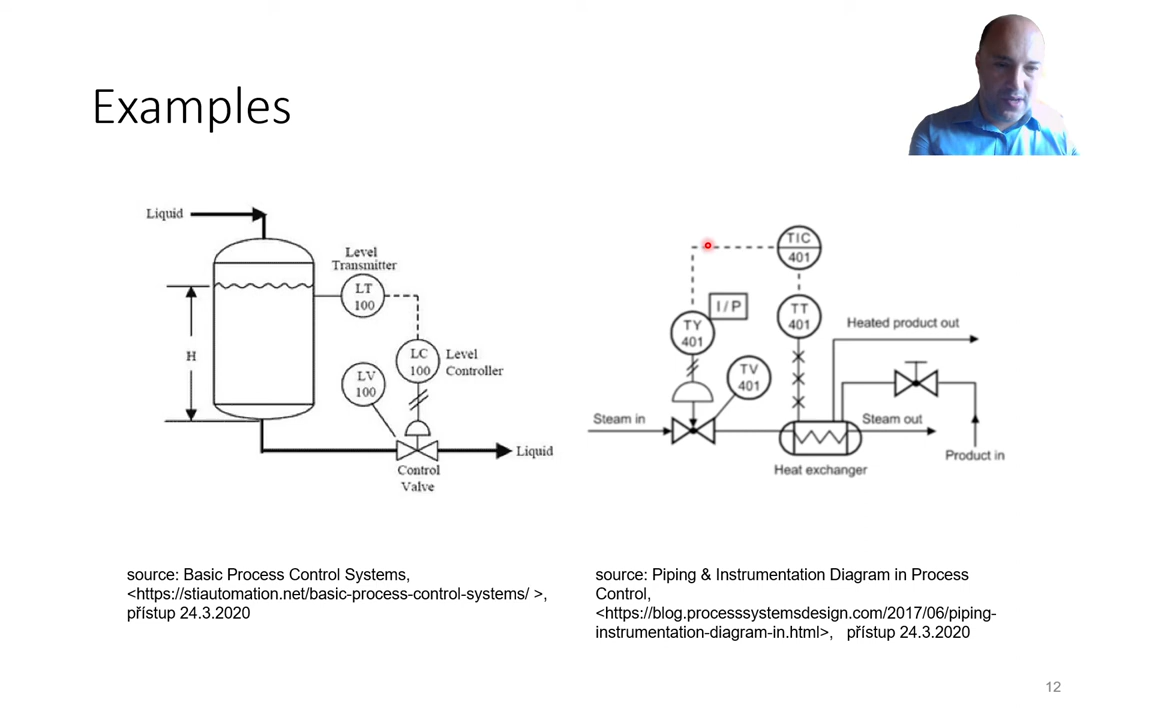 Examples
Liquid
Level
Transmitter
LT
100
H
LC
100
Level
Controller
LV
100
Liquid
Control
Valve
TIC
401
I/P
TT
401
TY
401
Heated product out
TV
401
Steam in
Steam out
Product in
Heat exchanger
source: Basic Process Control Systems,
<https://stiautomation.net/basic-process-control-systems/ >,
přístup 24.3.2020
source: Piping & Instrumentation Diagram in Process
Control,
<https://blog.processsystemsdesign.com/2017/06/piping-
instrumentation-diagram-in.html>, přístup 24.3.2020
12